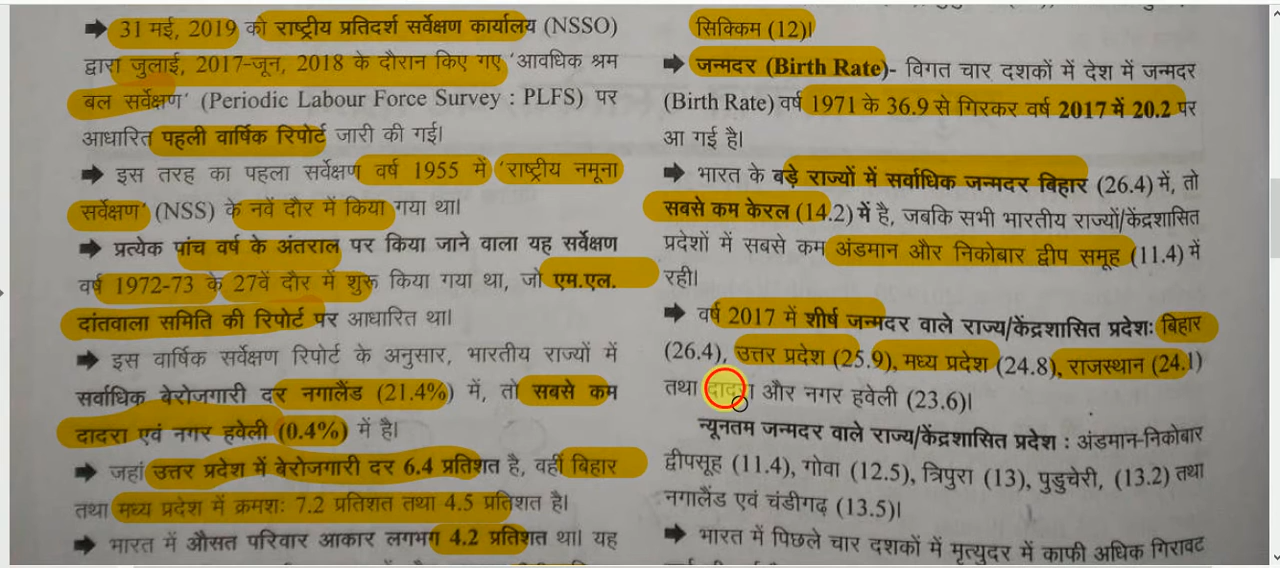 ➡ 31 मई, 2019 को राष्ट्रीय प्रतिदर्श सर्वेक्षण कार्यालय (NSSO)
द्वारा जुलाई, 2017-जून, 2018 के दौरान किए गए 'आवधिक श्रम
बल सर्वेक्षण' (Periodic Labour Force Survey : PLFS) पर
आधारित पहली वार्षिक रिपोर्ट जारी की गई।
➡ इस तरह का पहला सर्वेक्षण वर्ष 1955 में 'राष्ट्रीय नमूना
सर्वेक्षण' (NSS) के नवें दौर में किया गया था।
➡ प्रत्येक पांच वर्ष के अंतराल पर किया जाने वाला यह सर्वेक्षण
वर्ष 1972-73 के 27वें दौर में शुरू किया गया था, जो एम.एल.
दांतवाला समिति की रिपोर्ट पर आधारित था।
➡ इस वार्षिक सर्वेक्षण रिपोर्ट के अनुसार, भारतीय राज्यों में
सर्वाधिक बेरोजगारी दर नगालैंड (21.4%) में, तो सबसे कम
दादरा एवं नगर हवेली (0.4%) में है।
➡ जहां उत्तर प्रदेश में बेरोजगारी दर 6.4 प्रतिशत है, वहीं बिहार
तथा मध्य प्रदेश में क्रमश: 7.2 प्रतिशत तथा 4.5 प्रतिशत है।
➡ भारत में औसत परिवार आकार लगभग 4.2 प्रतिशत था। यह
सिक्किम (12)।
➡ जन्मदर (Birth Rate)- विगत चार दशकों में देश में जन्मदर
(Birth Rate) वर्ष 1971 के 36.9 से गिरकर वर्ष 2017 में 20.2 पर
आ गई है।
➡ भारत के बड़े राज्यों में सर्वाधिक जन्मदर बिहार (26.4) में, तो
सबसे कम केरल (14.2) में है, जबकि सभी भारतीय राज्यों/केंद्रशासित
प्रदेशों में सबसे कम अंडमान और निकोबार द्वीप समूह (11.4) में
रही।
➡ वर्ष 2017 में शीर्ष जन्मदर वाले राज्य/केंद्रशासित प्रदेश: बिहार
(26.4), उत्तर प्रदेश (25.9), मध्य प्रदेश (24.8), राजस्थान (24.1)
तथा दादरा और नगर हवेली (23.6)।
न्यूनतम जन्मदर वाले राज्य/केंद्रशासित प्रदेश : अंडमान-निकोबार
द्वीपसूह (11.4), गोवा (12.5), त्रिपुरा (13), पुडुचेरी, (13.2) तथा
नगालैंड एवं चंडीगढ़ (13.5)।
➡ भारत में पिछले चार दशकों में मृत्युदर में काफी अधिक गिरावट